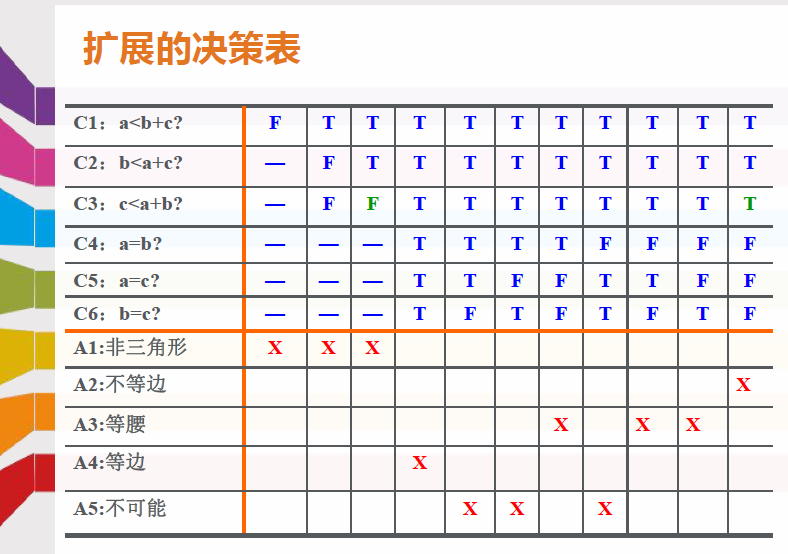 扩展的决策表
C1：a<b+c? F T T T T T T T T T T
C2：b<a+c? — F T T T T T T T T T
C3：c<a+b? — F F T T T T T T T T
C4：a=b? — — — T T T T F F F F
C5：a=c? — — — T T F F T T F F
C6：b=c? — — — T F T F T F T F
A1:非三角形 X X X
A2:不等边 X
A3:等腰 X X X
A4:等边 X
A5:不可能 X X X